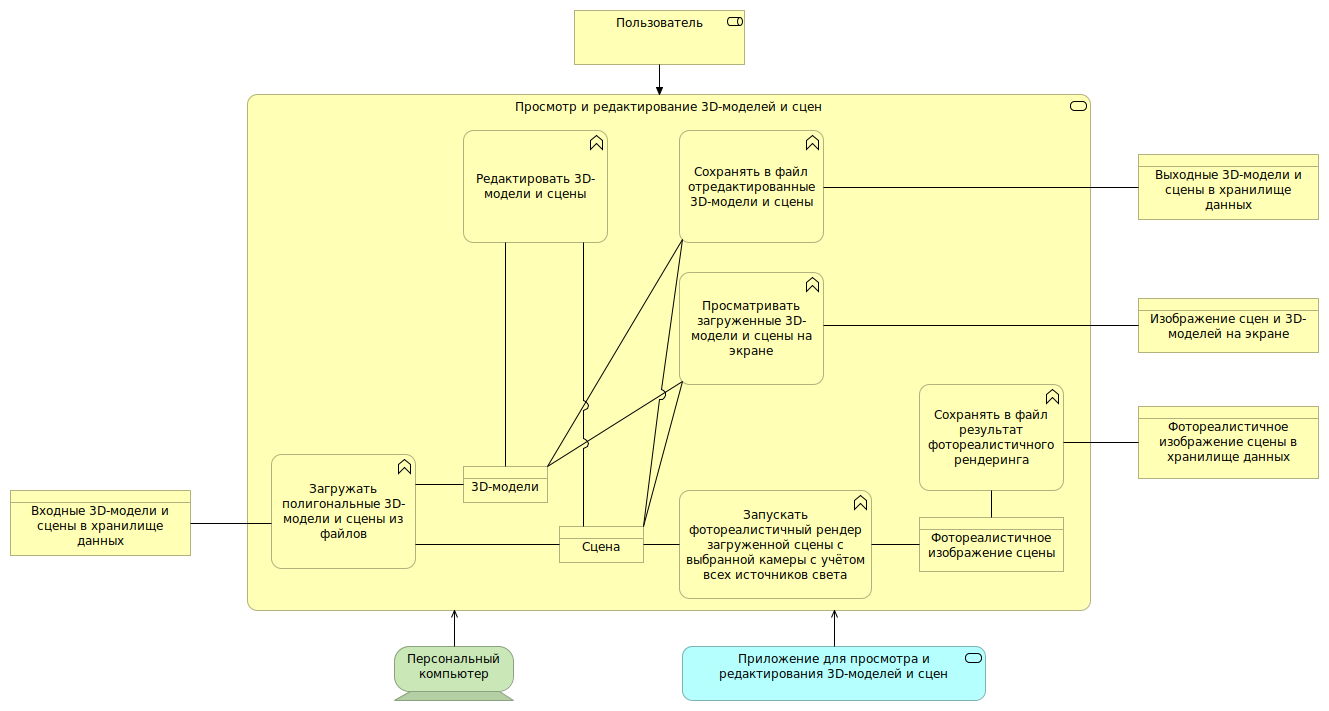 Пользователь
Просмотр и редактирование 3D-моделей и сцен
Редактировать 3D-
модели и сцены
Сохранять в файл
отредактированные
3D-модели и сцены
Выходные 3D-модели и
сцены в хранилище
данных
Просматривать
загруженные 3D-
модели и сцены на
экране
Изображение сцен и 3D-
моделей на экране
Сохранять в файл
результат
фотореалистичного
рендеринга
Фотореалистичное
изображение сцены в
хранилище данных
Входные 3D-модели и
сцены в хранилище
данных
Загружать
полигональные 3D-
модели и сцены из
файлов
3D-модели
Сцена
Запускать
фотореалистичный рендер
загруженной сцены с
выбранной камеры с учётом
всех источников света
Фотореалистичное
изображение сцены
Персональный
компьютер
Приложение для просмотра и
редактирования 3D-моделей и сцен